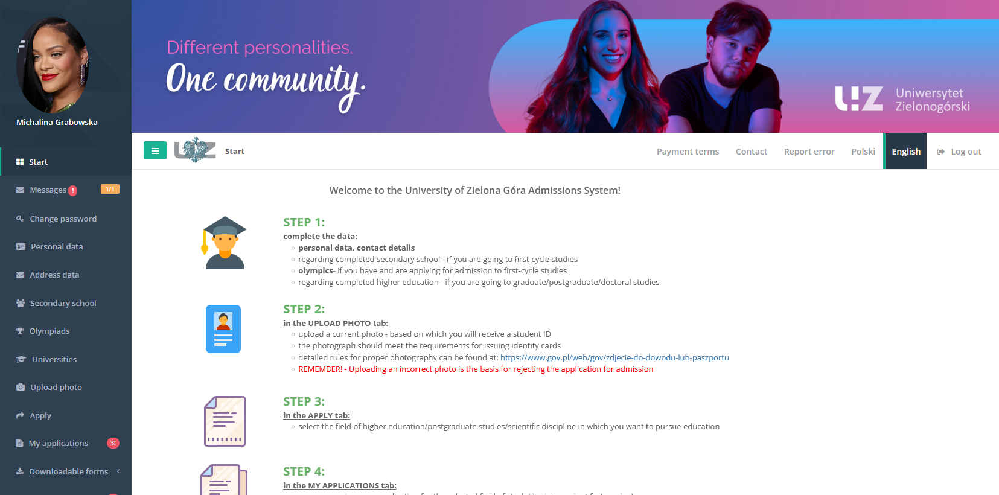 Different personalities.
One community.
UZ Uniwersytet
Zielonogórski
Michalina Grabowska
Start
Messages !
1/1
Change password
Personal data
Address data
Secondary school
Olympiads
Universities
Upload photo
Apply
My applications
3!
Downloadable forms
UZ
Start
Payment terms
Contact
Report error
Polski
English
Log out
Welcome to the University of Zielona Góra Admissions System!
STEP 1:
complete the data:
personal data, contact details
regarding completed secondary school - if you are going to first-cycle studies
olympics- if you have and are applying for admission to first-cycle studies
regarding completed higher education - if you are going to graduate/postgraduate/doctoral studies
STEP 2:
in the UPLOAD PHOTO tab:
upload a current photo - based on which you will receive a student ID
the photograph should meet the requirements for issuing identity cards
detailed rules for proper photography can be found at: https://www.gov.pl/web/gov/zdjecie-do-dowodu-lub-paszportu
REMEMBER! - Uploading an incorrect photo is the basis for rejecting the application for admission
STEP 3:
in the APPLY tab:
select the field of higher education/postgraduate studies/scientific discipline in which you want to pursue education
STEP 4:
in the MY APPLICATIONS tab: